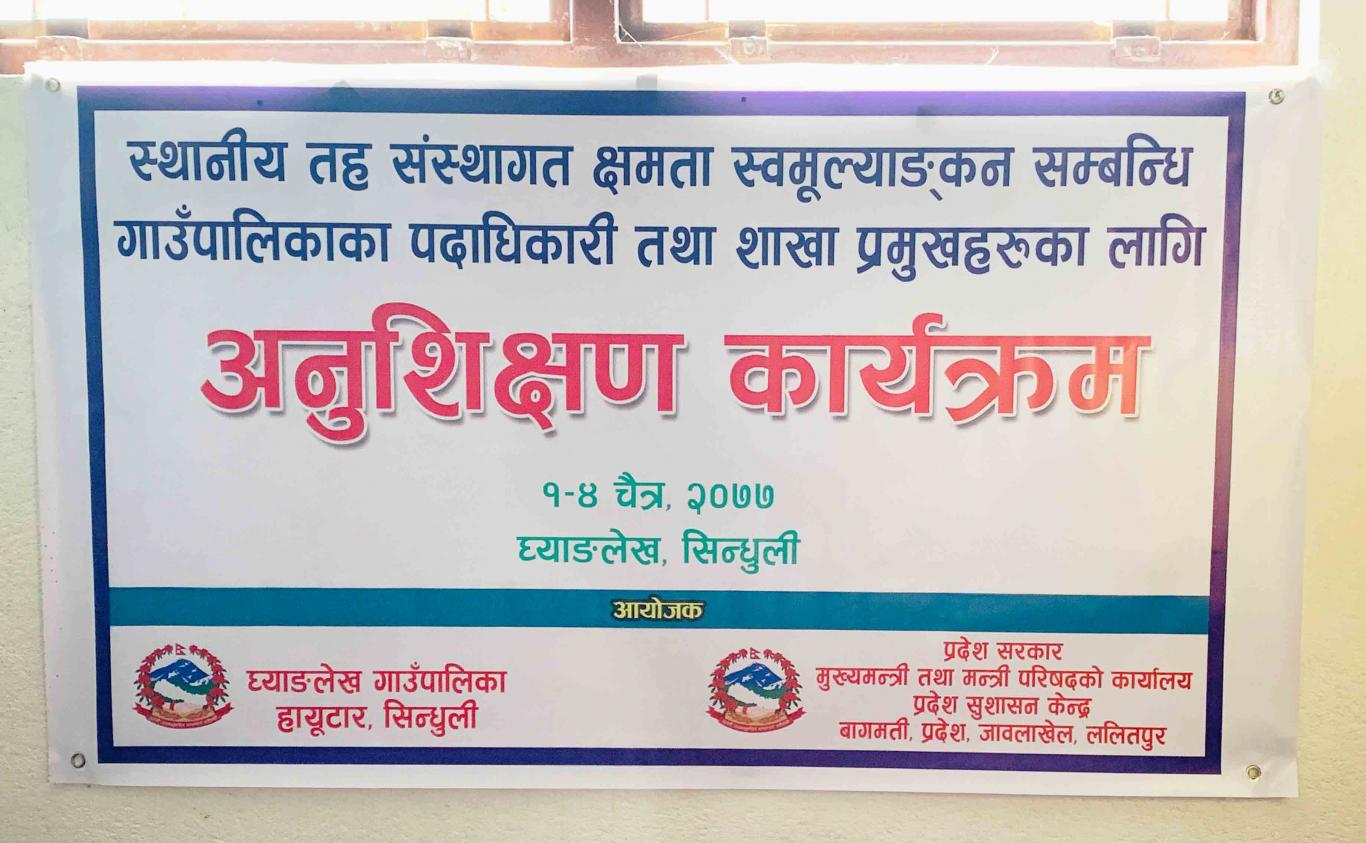 स्थानीय तह संस्थागत क्षमता स्वमूल्याङ्कन सम्बन्धि
गाउँपालिकाका पदाधिकारी तथा शाखा प्रमुखहरुका लागि
अनुशिक्षण कार्यक्रम
१-४ चैत्र, २०७७
घ्याङलेख, सिन्धुली
आयोजक
घ्याङलेख गाउँपालिका
हायूटार, सिन्धुली
प्रदेश सरकार
मुख्यमन्त्री तथा मन्त्री परिषदको कार्यालय
प्रदेश सुशासन केन्द्र
बागमती, प्रदेश, जावलाखेल, ललितपुर